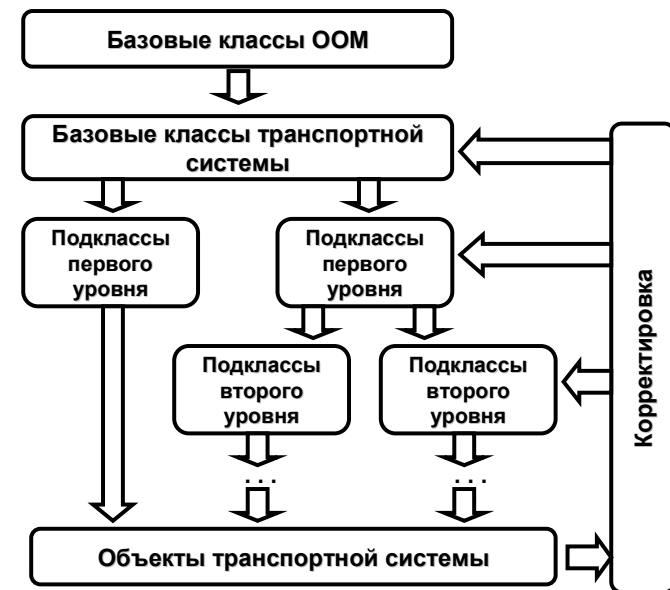 Базовые классы ООМ
Базовые классы транспортной
системы
Подклассы
первого
уровня
Подклассы
первого
уровня
Подклассы
второго
уровня
Подклассы
второго
уровня
. . .
. . .
Объекты транспортной системы
Корректировка